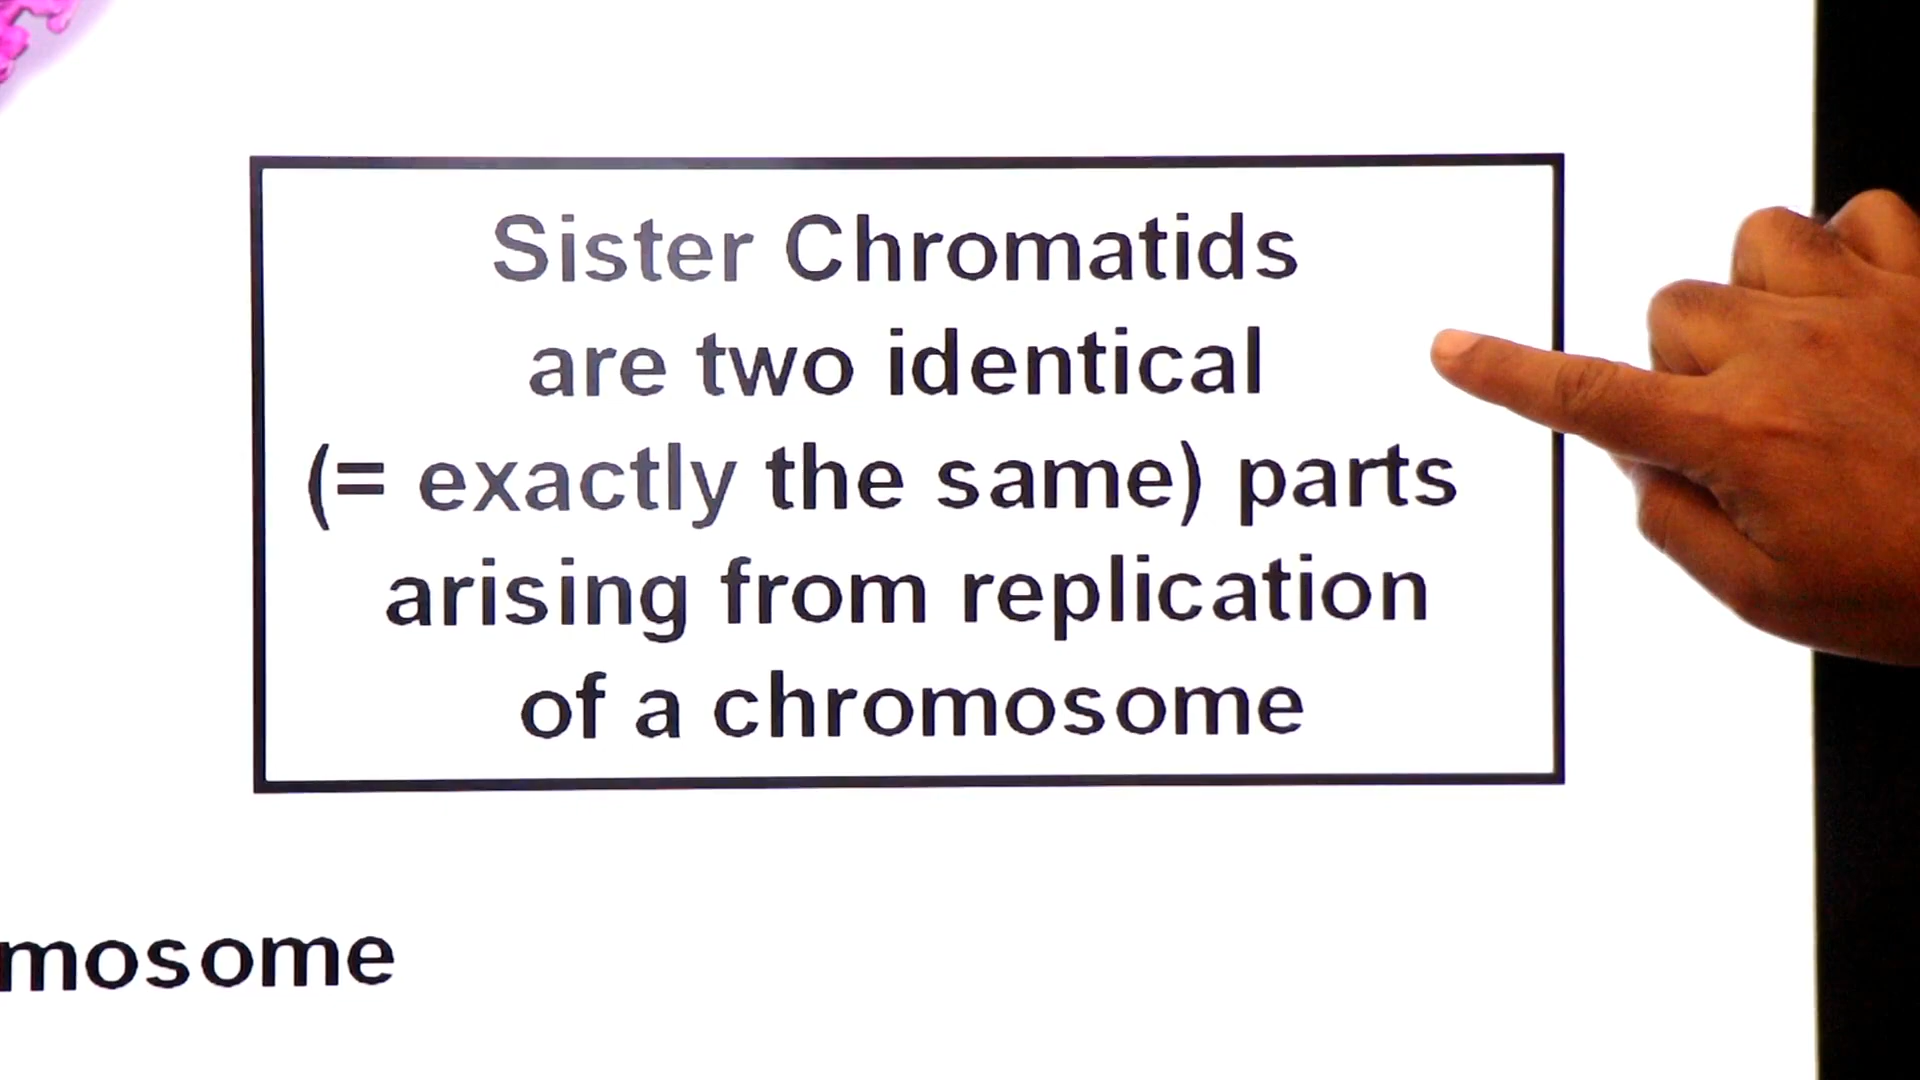 Sister Chromatids
are two identical
(= exactly the same) parts
arising from replication
of a chromosome
mosome